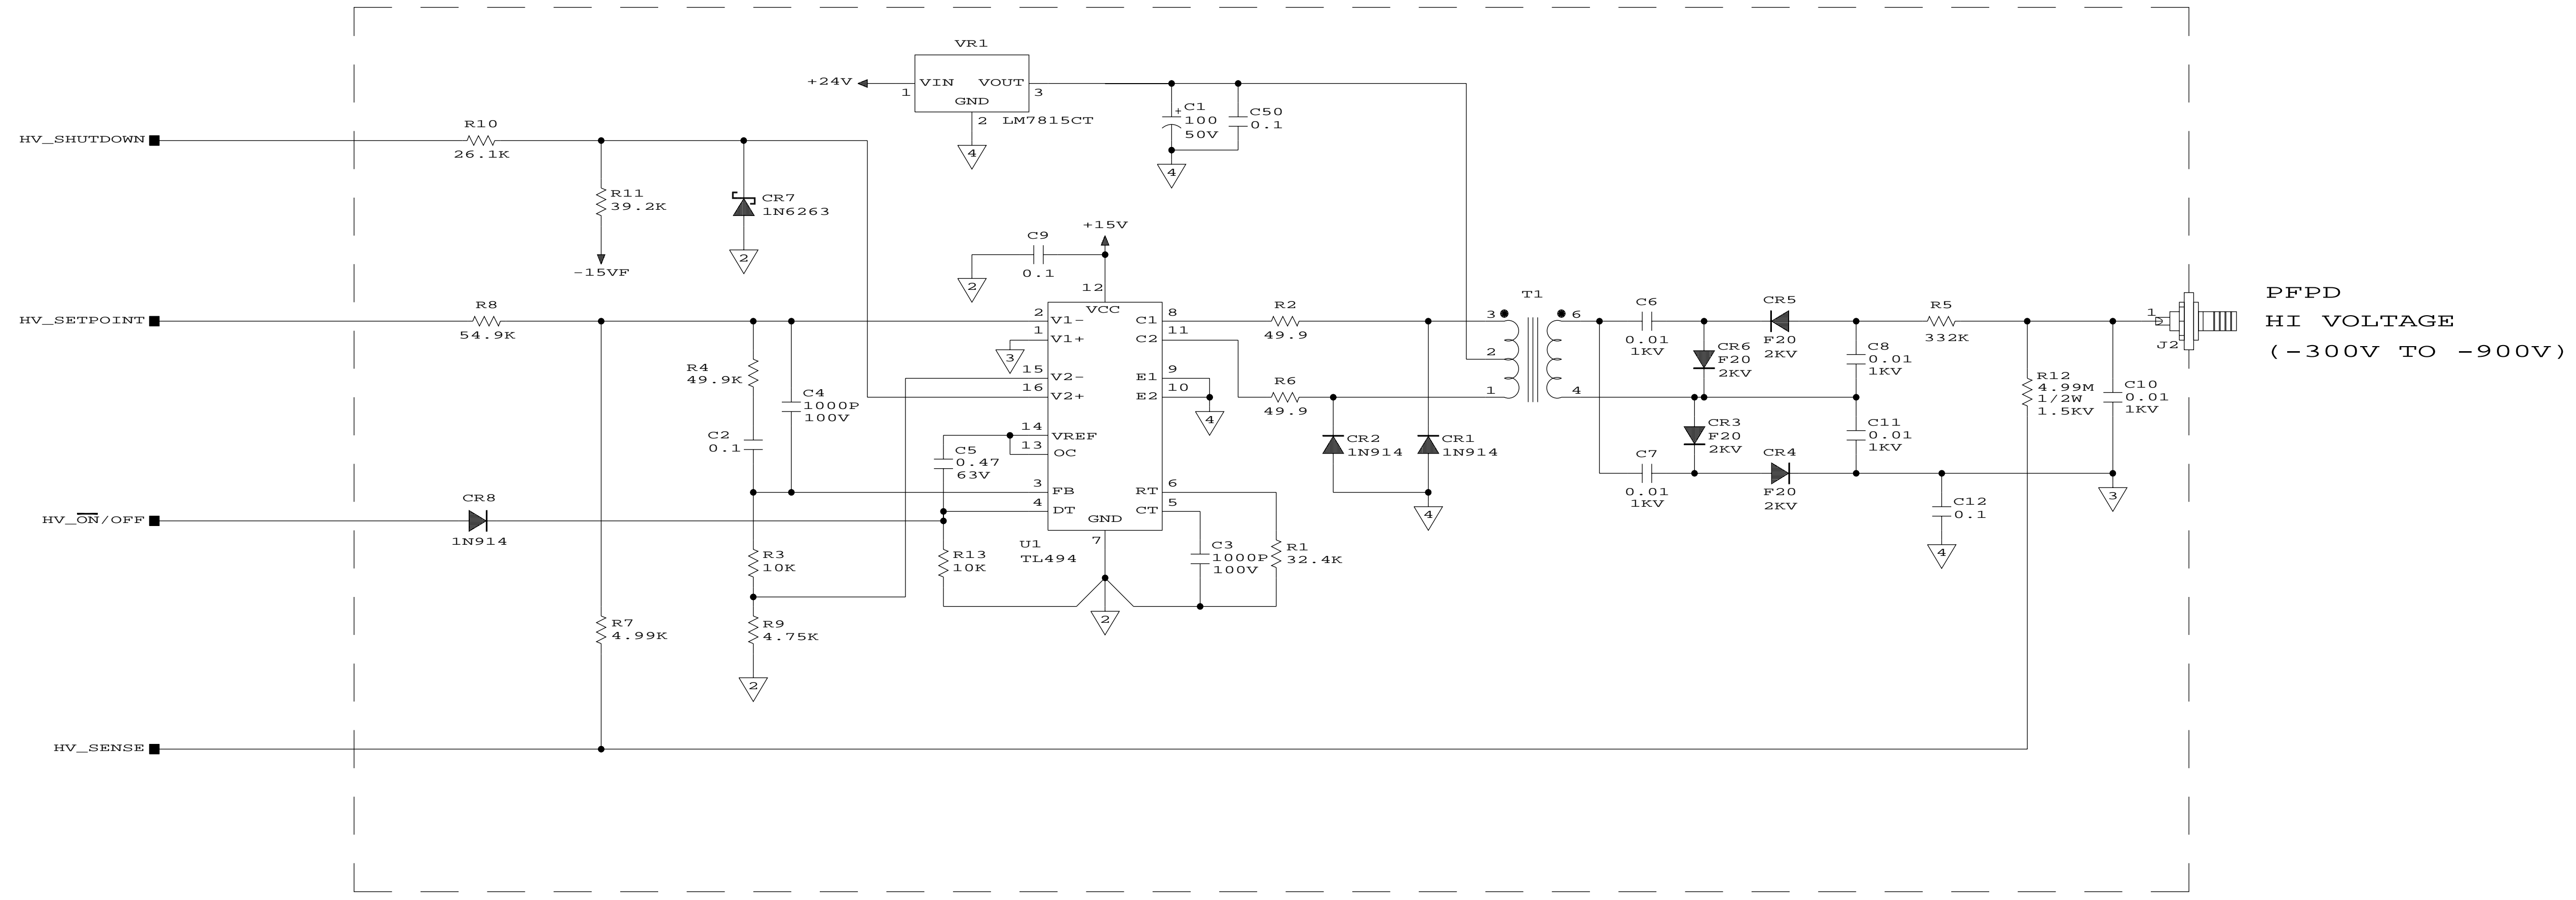 VR1
+24V
VIN VOUT
1
3
GND
2
LM7815CT
4
C1
+
100
50V
C50
0.1
4
HV_SHUTDOWN
R10
26.1K
R11
39.2K
-15VF
CR7
1N6263
2
+15V
C9
0.1
2
12
HV_SETPOINT
R8
54.9K
2
V1-
1
V1+
3
15
V2-
16
V2+
14
VREF
13
OC
3
FB
4
DT
VCC
8
C1
11
C2
9
E1
10
E2
4
6
RT
5
CT
GND
7
U1
TL494
2
R4
49.9K
C4
1000P
100V
C2
0.1
C5
0.47
63V
HV_ON/OFF
CR8
1N914
R3
10K
R13
10K
C3
1000P
100V
R1
32.4K
R7
4.99K
R9
4.75K
2
HV_SENSE
R2
49.9
R6
49.9
CR2
1N914
CR1
1N914
4
T1
3
2
1
6
4
C6
0.01
1KV
CR5
F20
2KV
CR6
F20
2KV
CR3
F20
2KV
C7
0.01
1KV
CR4
F20
2KV
C8
0.01
1KV
C11
0.01
1KV
C12
0.1
4
R5
332K
R12
4.99M
1/2W
1.5KV
C10
0.01
1KV
3
1
J2
PFPD
HI VOLTAGE
(-300V TO -900V)